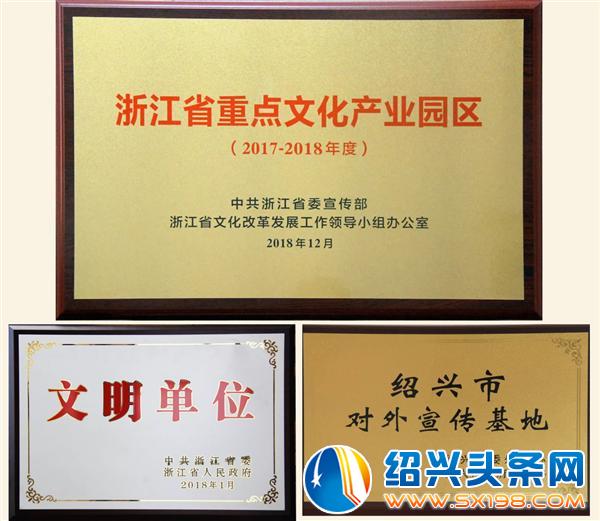 浙江省重点文化产业园区
（2017-2018年度）
中共浙江省委宣传部
浙江省文化改革发展工作领导小组办公室
2018年12月
文明单位
中共浙江省委
浙江省人民政府
2018年1月
绍兴市
对外宣传基地
绍兴头条网
www.sx198.com